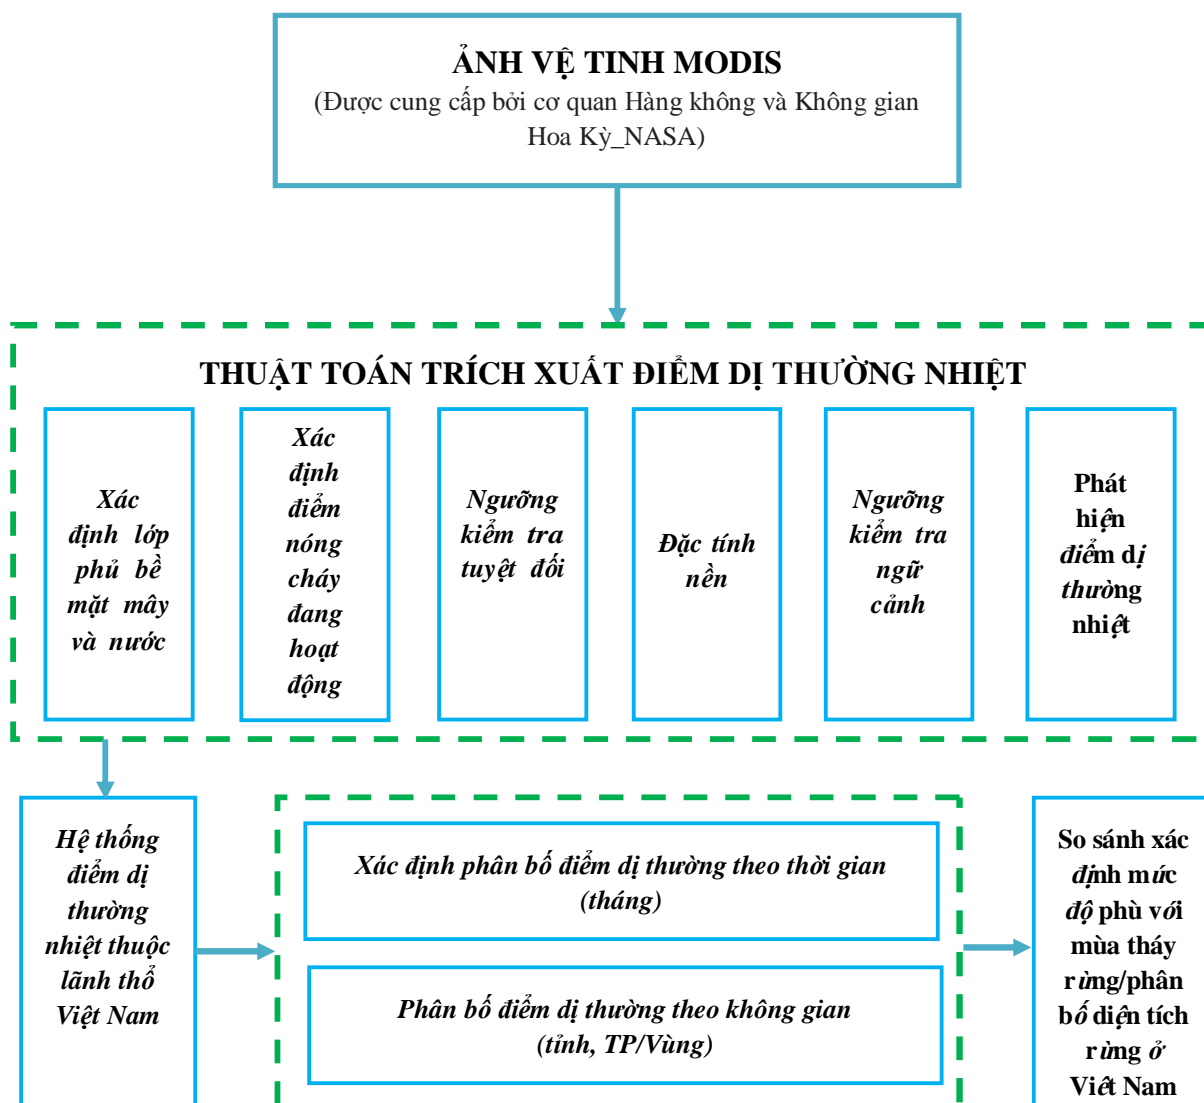 ẢNH VỆ TINH MODIS
(Được cung cấp bởi cơ quan Hàng không và Không gian
Hoa Kỳ_NASA)
THUẬT TOÁN TRÍCH XUẤT ĐIỂM DỊ THƯỜNG NHIỆT
Xác
định lớp
phủ bề
mặt mây
và nước
Xác
định
điểm
nóng
cháy
đang
hoạt
động
Ngưỡng
kiểm tra
tuyệt đối
Đặc tính
nền
Ngưỡng
kiểm tra
ngữ
cảnh
Phát
hiện
điểm dị
thường
nhiệt
Hệ thống
điểm dị
thường
nhiệt thuộc
lãnh thổ
Việt Nam
Xác định phân bố điểm dị thường theo thời gian
(tháng)
Phân bố điểm dị thường theo không gian
(tỉnh, TP/Vùng)
So sánh xác
định mức
độ phù với
mùa tháy
rừng/phân
bố diện tích
rừng ở
Việt Nam